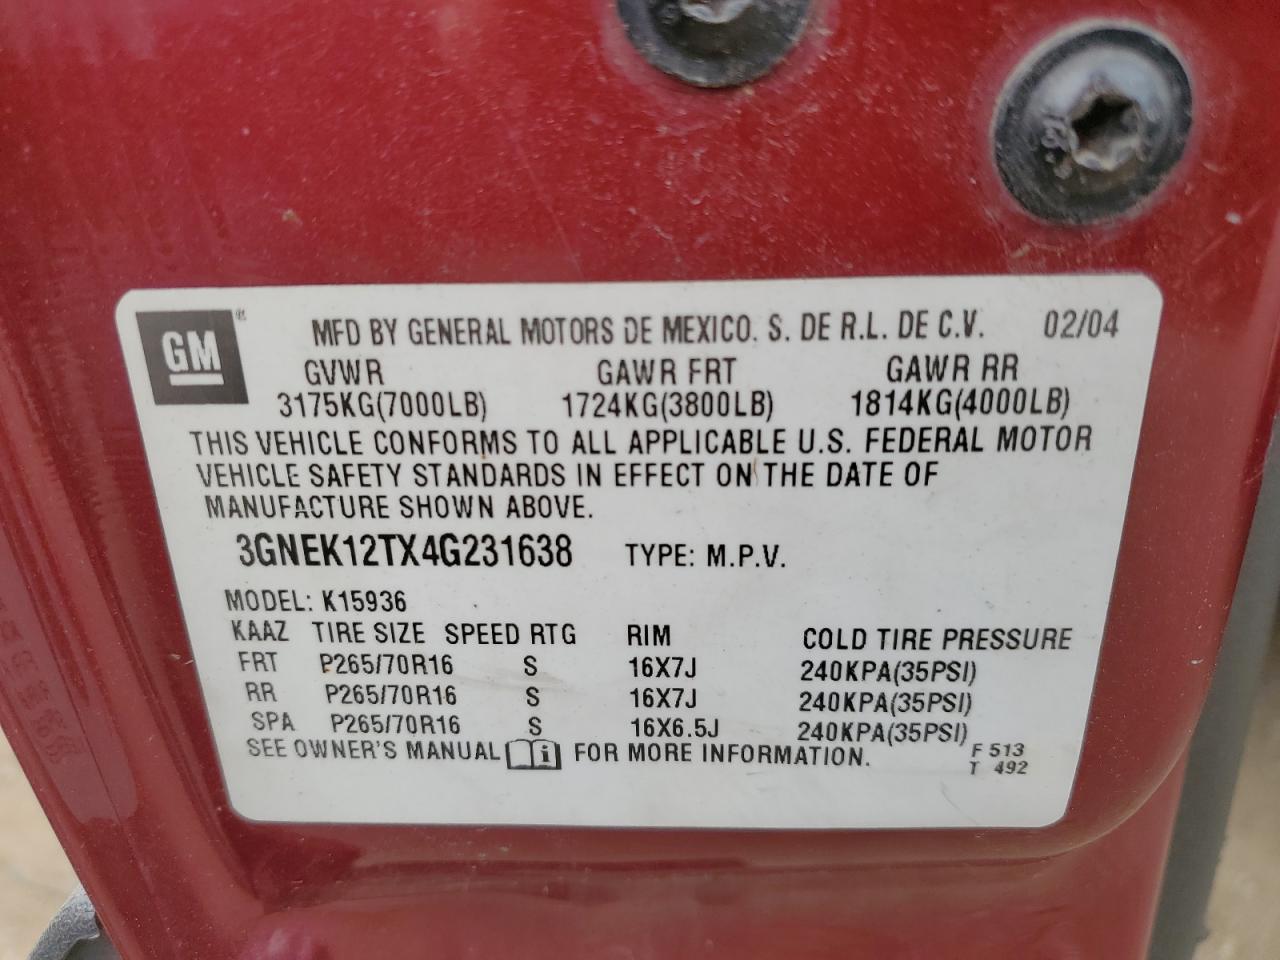 GM ®
MFD BY GENERAL MOTORS DE MEXICO. S. DE R.L. DE C.V. 02/04
GVWR GAWR FRT GAWR RR
3175KG(7000LB) 1724KG(3800LB) 1814KG(4000LB)
THIS VEHICLE CONFORMS TO ALL APPLICABLE U.S. FEDERAL MOTOR
VEHICLE SAFETY STANDARDS IN EFFECT ON THE DATE OF
MANUFACTURE SHOWN ABOVE.
3GNEK12TX4G231638 TYPE: M.P.V.
MODEL: K15936
KAAZ TIRE SIZE SPEED RTG RIM COLD TIRE PRESSURE
FRT P265/70R16 S 16X7J 240KPA(35PSI)
RR P265/70R16 S 16X7J 240KPA(35PSI)
SPA P265/70R16 S 16X6.5J 240KPA(35PSI)
SEE OWNER'S MANUAL i FOR MORE INFORMATION. F 513
T 492